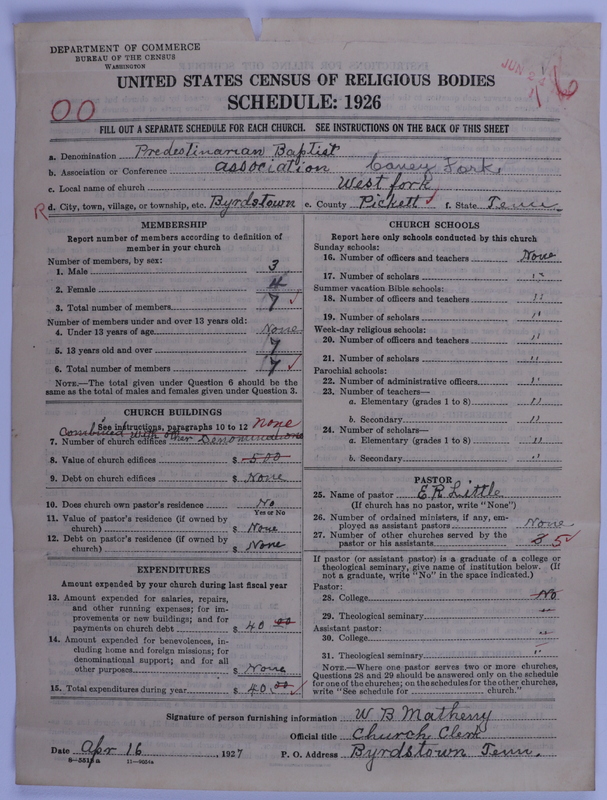 DEPARTMENT OF COMMERCE
BUREAU OF THE CENSUS
WASHINGTON
UNITED STATES CENSUS OF RELIGIOUS BODIES
SCHEDULE: 1926
OO
JUN
FILL OUT A SEPARATE SCHEDULE FOR EACH CHURCH. SEE INSTRUCTIONS ON THE BACK OF THIS SHEET
a. Denomination Predestinarian Baptist
b. Association or Conference association Caney Fork.
c. Local name of church West fork
R d. City, town, village, or township, etc. Byrdstown e. County Pickett ✓ f. State Tenn
MEMBERSHIP
Report number of members according to definition of
member in your church
Number of members, by sex:
1. Male 3
2. Female 4
3. Total number of members 7 ✓
Number of members under and over 13 years old:
4. Under 13 years of age None
5. 13 years old and over 7
6. Total number of members 7 ✓
NOTE.—The total given under Question 6 should be the
same as the total of males and females given under Question 3.
CHURCH BUILDINGS
See instructions, paragraphs 10 to 12 none
Combined with other Denominations
7. Number of church edifices
8. Value of church edifices $ 500
9. Debt on church edifices $ None
10. Does church own pastor's residence No
Yes or No
11. Value of pastor's residence (if owned by
church) $ None
12. Debt on pastor's residence (if owned by
church) $ None
EXPENDITURES
Amount expended by your church during last fiscal year
13. Amount expended for salaries, repairs,
and other running expenses; for im-
provements or new buildings; and for
payments on church debt $ 40 00
14. Amount expended for benevolences, in-
cluding home and foreign missions; for
denominational support; and for all
other purposes $ None
15. Total expenditures during year $ 40.00 ✓
CHURCH SCHOOLS
Report here only schools conducted by this church
Sunday schools:
16. Number of officers and teachers None
17. Number of scholars "
Summer vacation Bible schools:
18. Number of officers and teachers "
19. Number of scholars "
Week-day religious schools:
20. Number of officers and teachers "
21. Number of scholars "
Parochial schools:
22. Number of administrative officers "
23. Number of teachers—
a. Elementary (grades 1 to 8) "
b. Secondary "
24. Number of scholars—
a. Elementary (grades 1 to 8) "
b. Secondary "
PASTOR
25. Name of pastor E.R. Little
(If church has no pastor, write "None")
26. Number of ordained ministers, if any, em-
ployed as assistant pastors None
27. Number of other churches served by the
pastor or his assistants 5 ✓
If pastor (or assistant pastor) is a graduate of a college or
theological seminary, give name of institution below. (If
not a graduate, write "No" in the space indicated.)
Pastor:
28. College No
29. Theological seminary "
Assistant pastor:
30. College "
31. Theological seminary "
NOTE.—Where one pastor serves two or more churches,
Questions 28 and 29 should be answered only on the schedule
for one of the churches; on the schedules for the other churches,
write "See schedule for church."
Signature of person furnishing information W B Matheny
Official title Church Clerk
Date Apr 16 1927 P. O. Address Byrdstown Tenn.
8—5518a 11—9024a